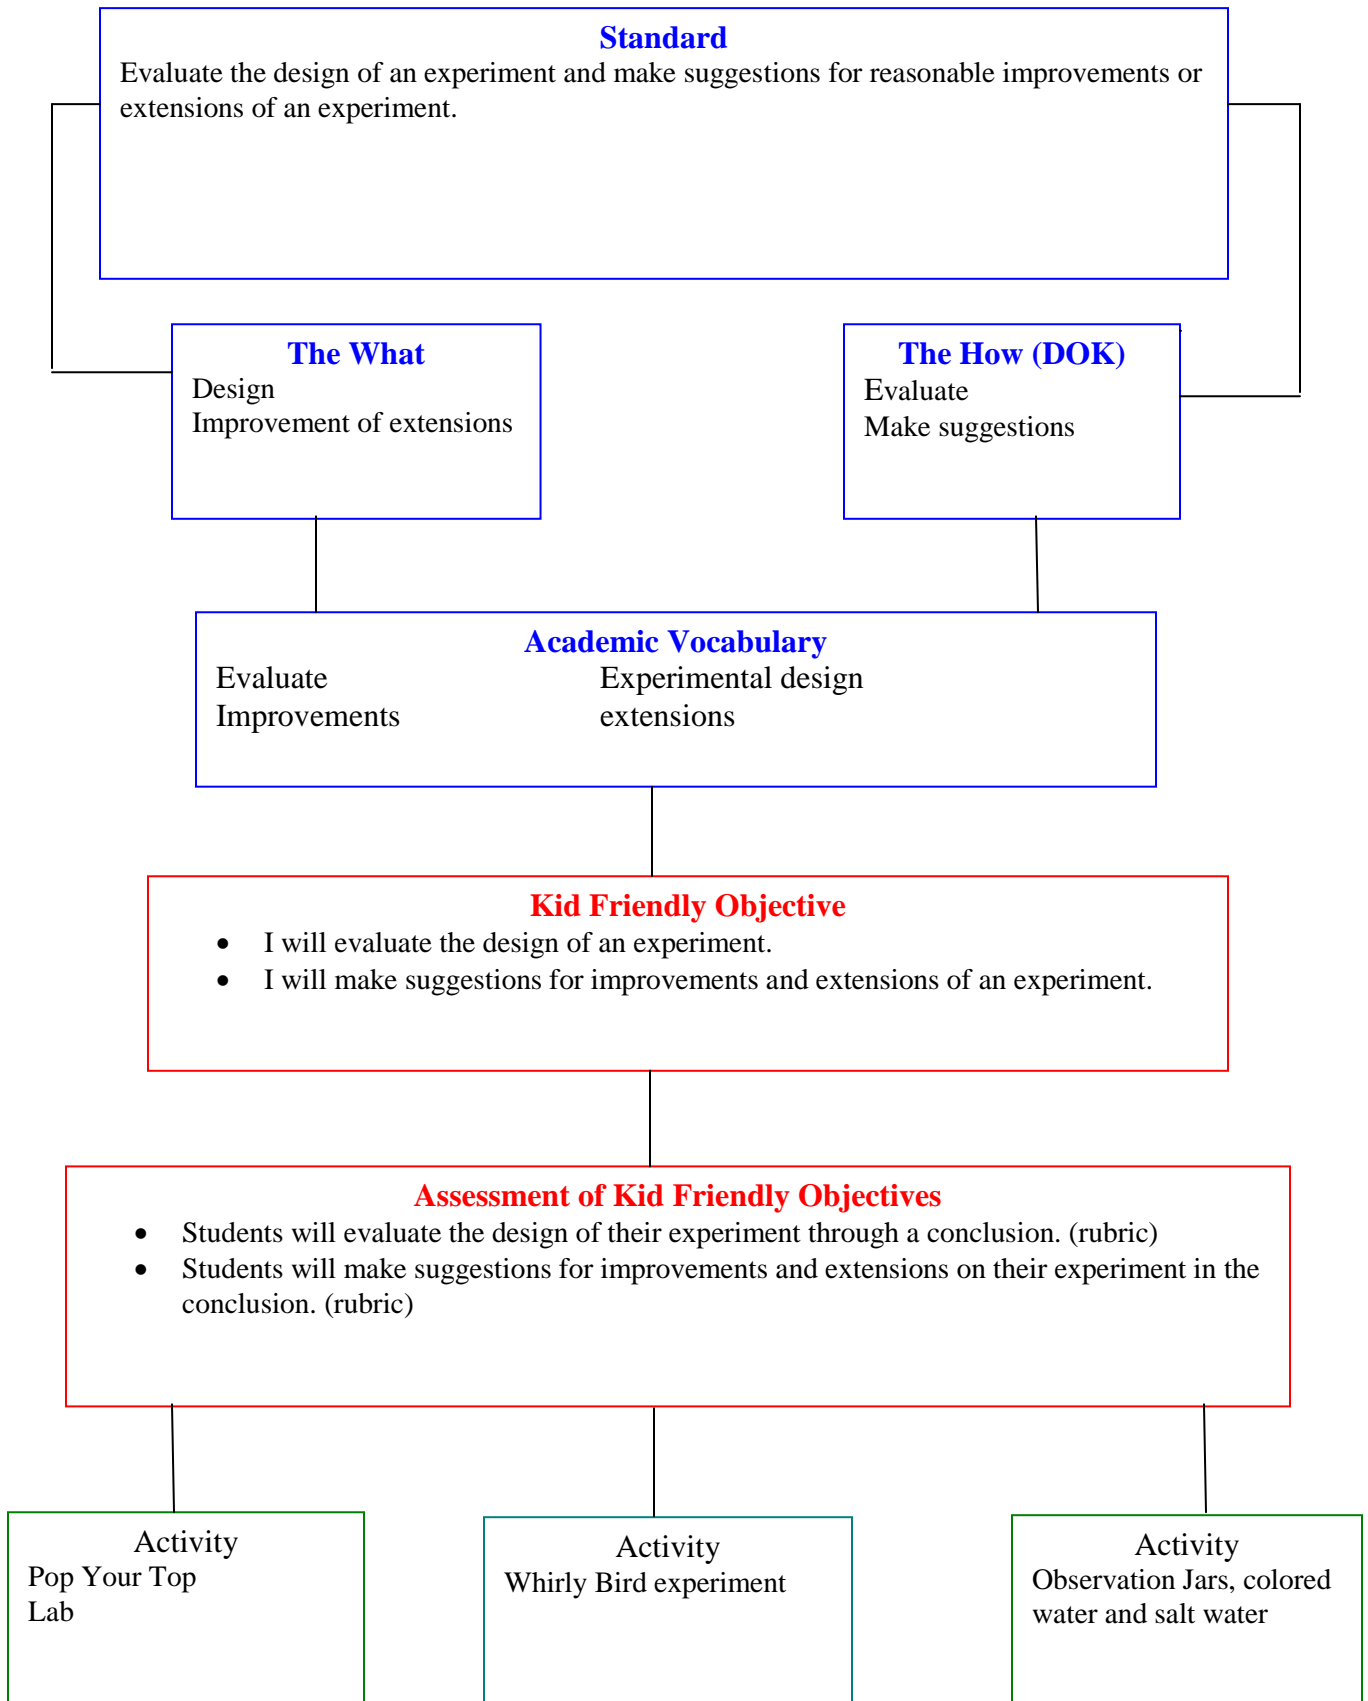 Standard
Evaluate the design of an experiment and make suggestions for reasonable improvements or
extensions of an experiment.
The What
Design
Improvement of extensions
The How (DOK)
Evaluate
Make suggestions
Academic Vocabulary
Evaluate Experimental design
Improvements extensions
Kid Friendly Objective
• I will evaluate the design of an experiment.
• I will make suggestions for improvements and extensions of an experiment.
Assessment of Kid Friendly Objectives
• Students will evaluate the design of their experiment through a conclusion. (rubric)
• Students will make suggestions for improvements and extensions on their experiment in the
conclusion. (rubric)
Activity
Pop Your Top
Lab
Activity
Whirly Bird experiment
Activity
Observation Jars, colored
water and salt water